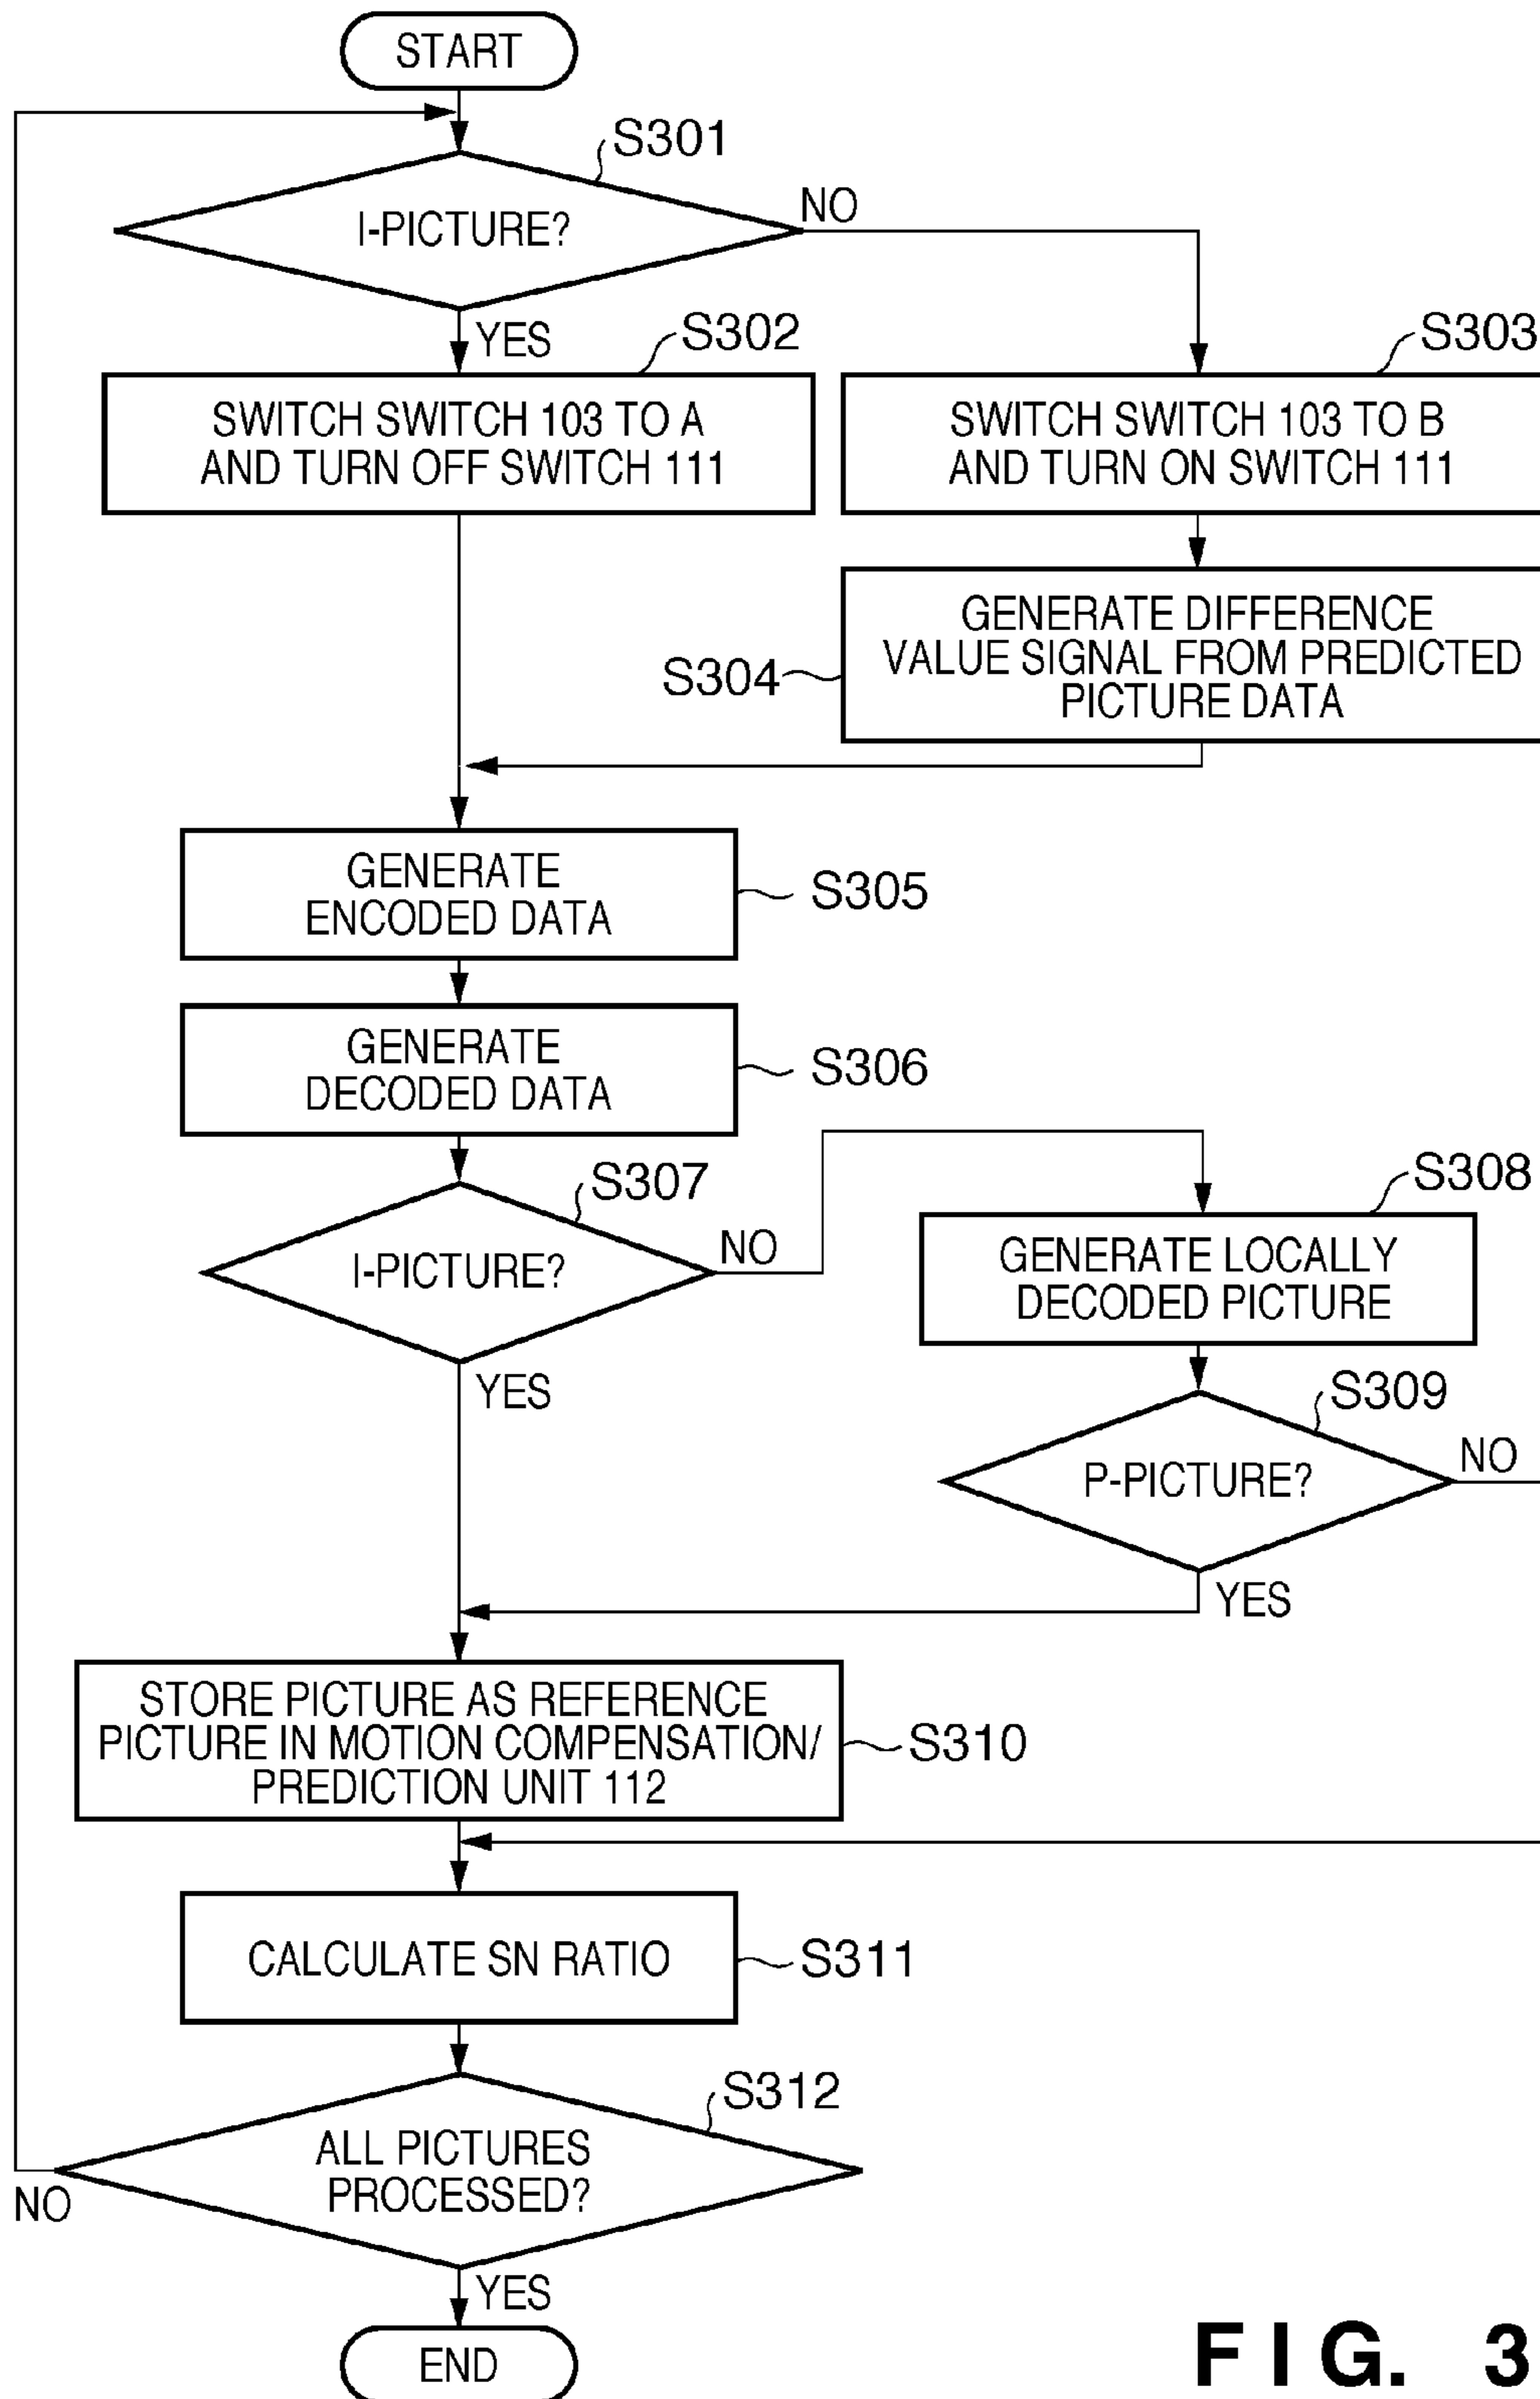 START
S301
I-PICTURE?
NO
YES
S302
S303
SWITCH SWITCH 103 TO A
AND TURN OFF SWITCH 111
SWITCH SWITCH 103 TO B
AND TURN ON SWITCH 111
S304
GENERATE DIFFERENCE
VALUE SIGNAL FROM PREDICTED
PICTURE DATA
GENERATE
ENCODED DATA
S305
GENERATE
DECODED DATA
S306
S307
I-PICTURE?
NO
YES
S308
GENERATE LOCALLY
DECODED PICTURE
S309
P-PICTURE?
NO
YES
STORE PICTURE AS REFERENCE
PICTURE IN MOTION COMPENSATION/
PREDICTION UNIT 112
S310
CALCULATE SN RATIO
S311
S312
ALL PICTURES
PROCESSED?
NO
YES
END
FIG. 3